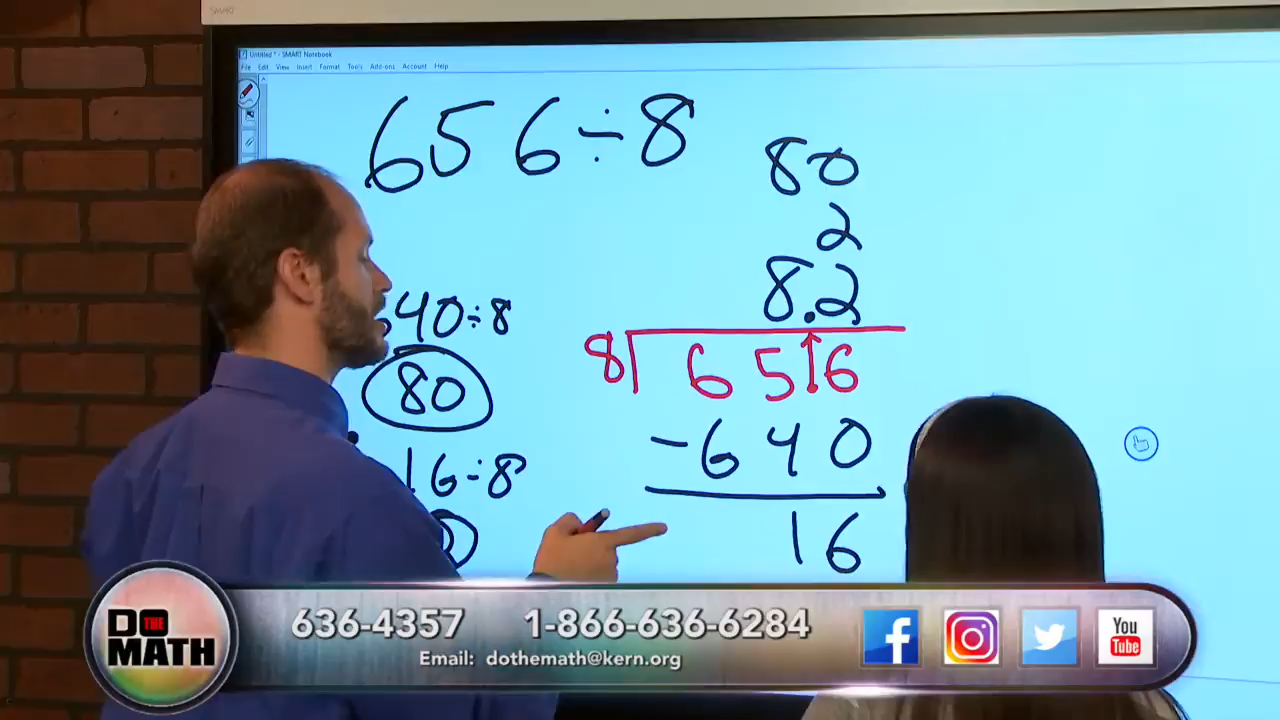 SMART
Untitled * - SMART Notebook
File Edit View Insert Format Tools Add-ons Account Help
656÷8
80
2
8.2
8 656
-640
16
40÷8
80
16÷8
DO THE MATH
636-4357 1-866-636-6284
Email: dothemath@kern.org
f
You Tube